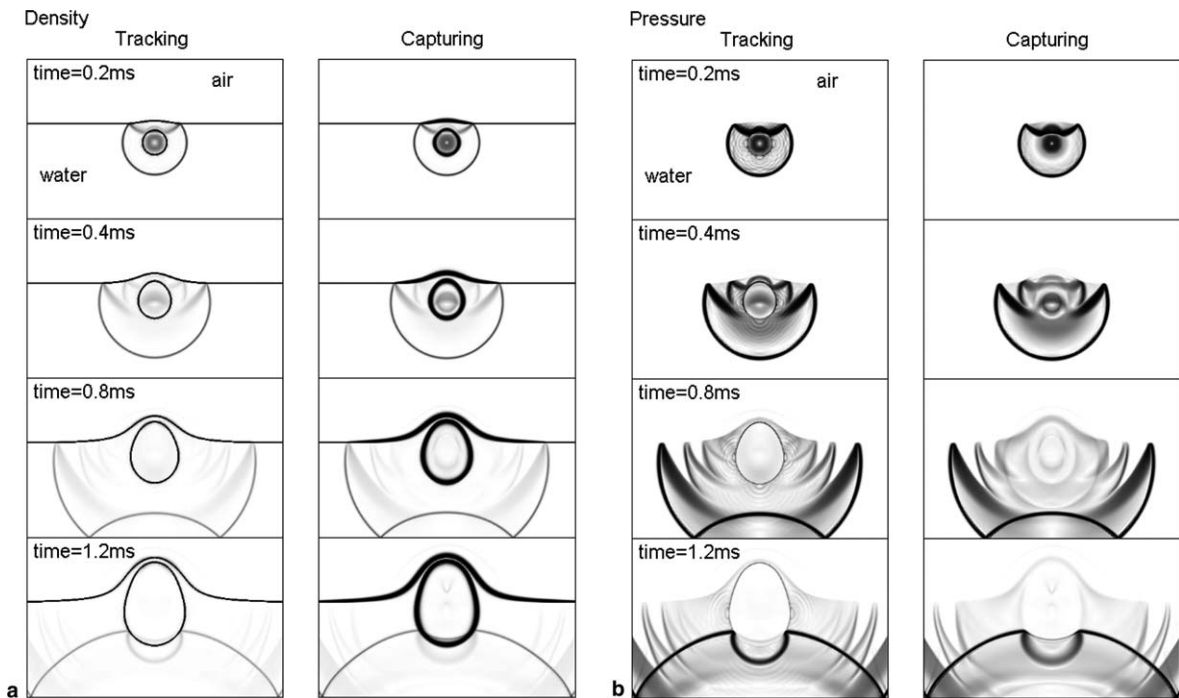 Density
Tracking
Capturing
time=0.2ms
air
water
time=0.4ms
time=0.8ms
time=1.2ms
a
Pressure
Tracking
Capturing
time=0.2ms
air
water
time=0.4ms
time=0.8ms
time=1.2ms
b